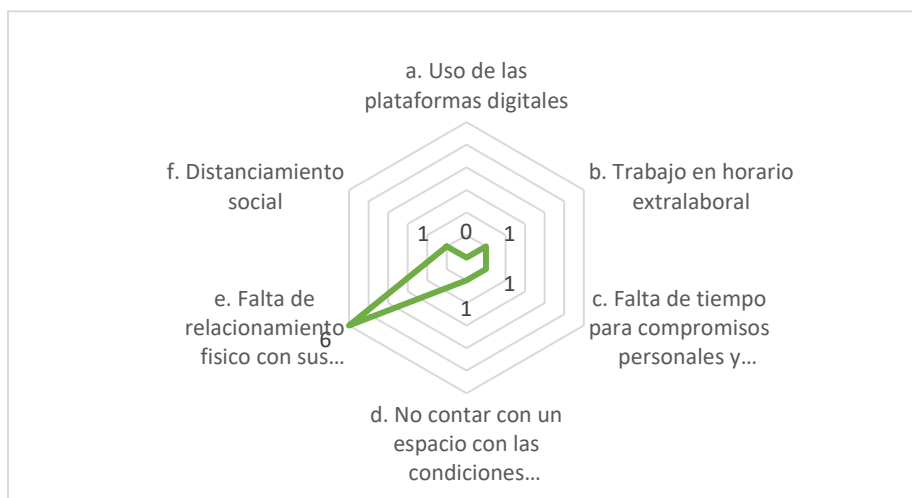 a. Uso de las
plataformas digitales
f. Distanciamiento
social
b. Trabajo en horario
extralaboral
1
0
1
1
1
e. Falta de
relacionamiento
fisico con sus…
6
c. Falta de tiempo
para compromisos
personales y…
d. No contar con un
espacio con las
condiciones…